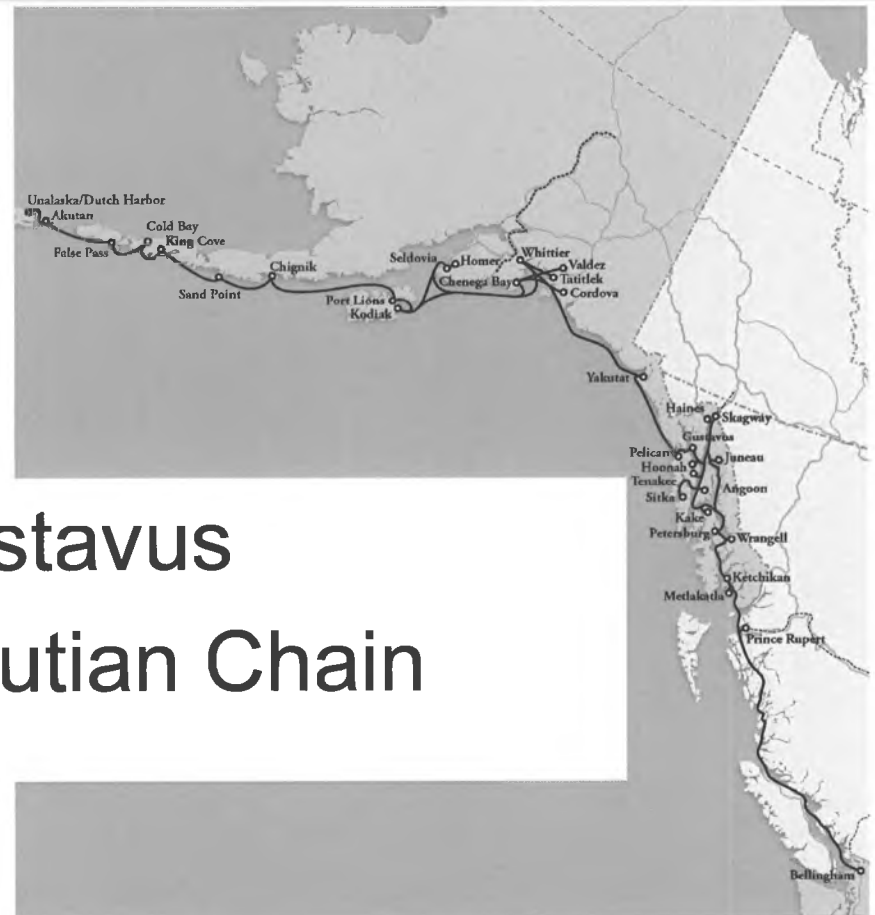 Unalaska/Dutch Harbor
Akutan
Cold Bay
King Cove
False Pass
Sand Point
Chignik
Seldovia
Homer
Whittier
Valdez
Chenega Bay
Tatitlek
Cordova
Port Lions
Kodiak
Yakutat
Haines
Skagway
Gustavus
Pelican
Juneau
Hoonah
Tenakee
Angoon
Sitka
Kake
Petersburg
Wrangell
Ketchikan
Metlakatla
Prince Rupert
Bellingham
stavus
utian Chain